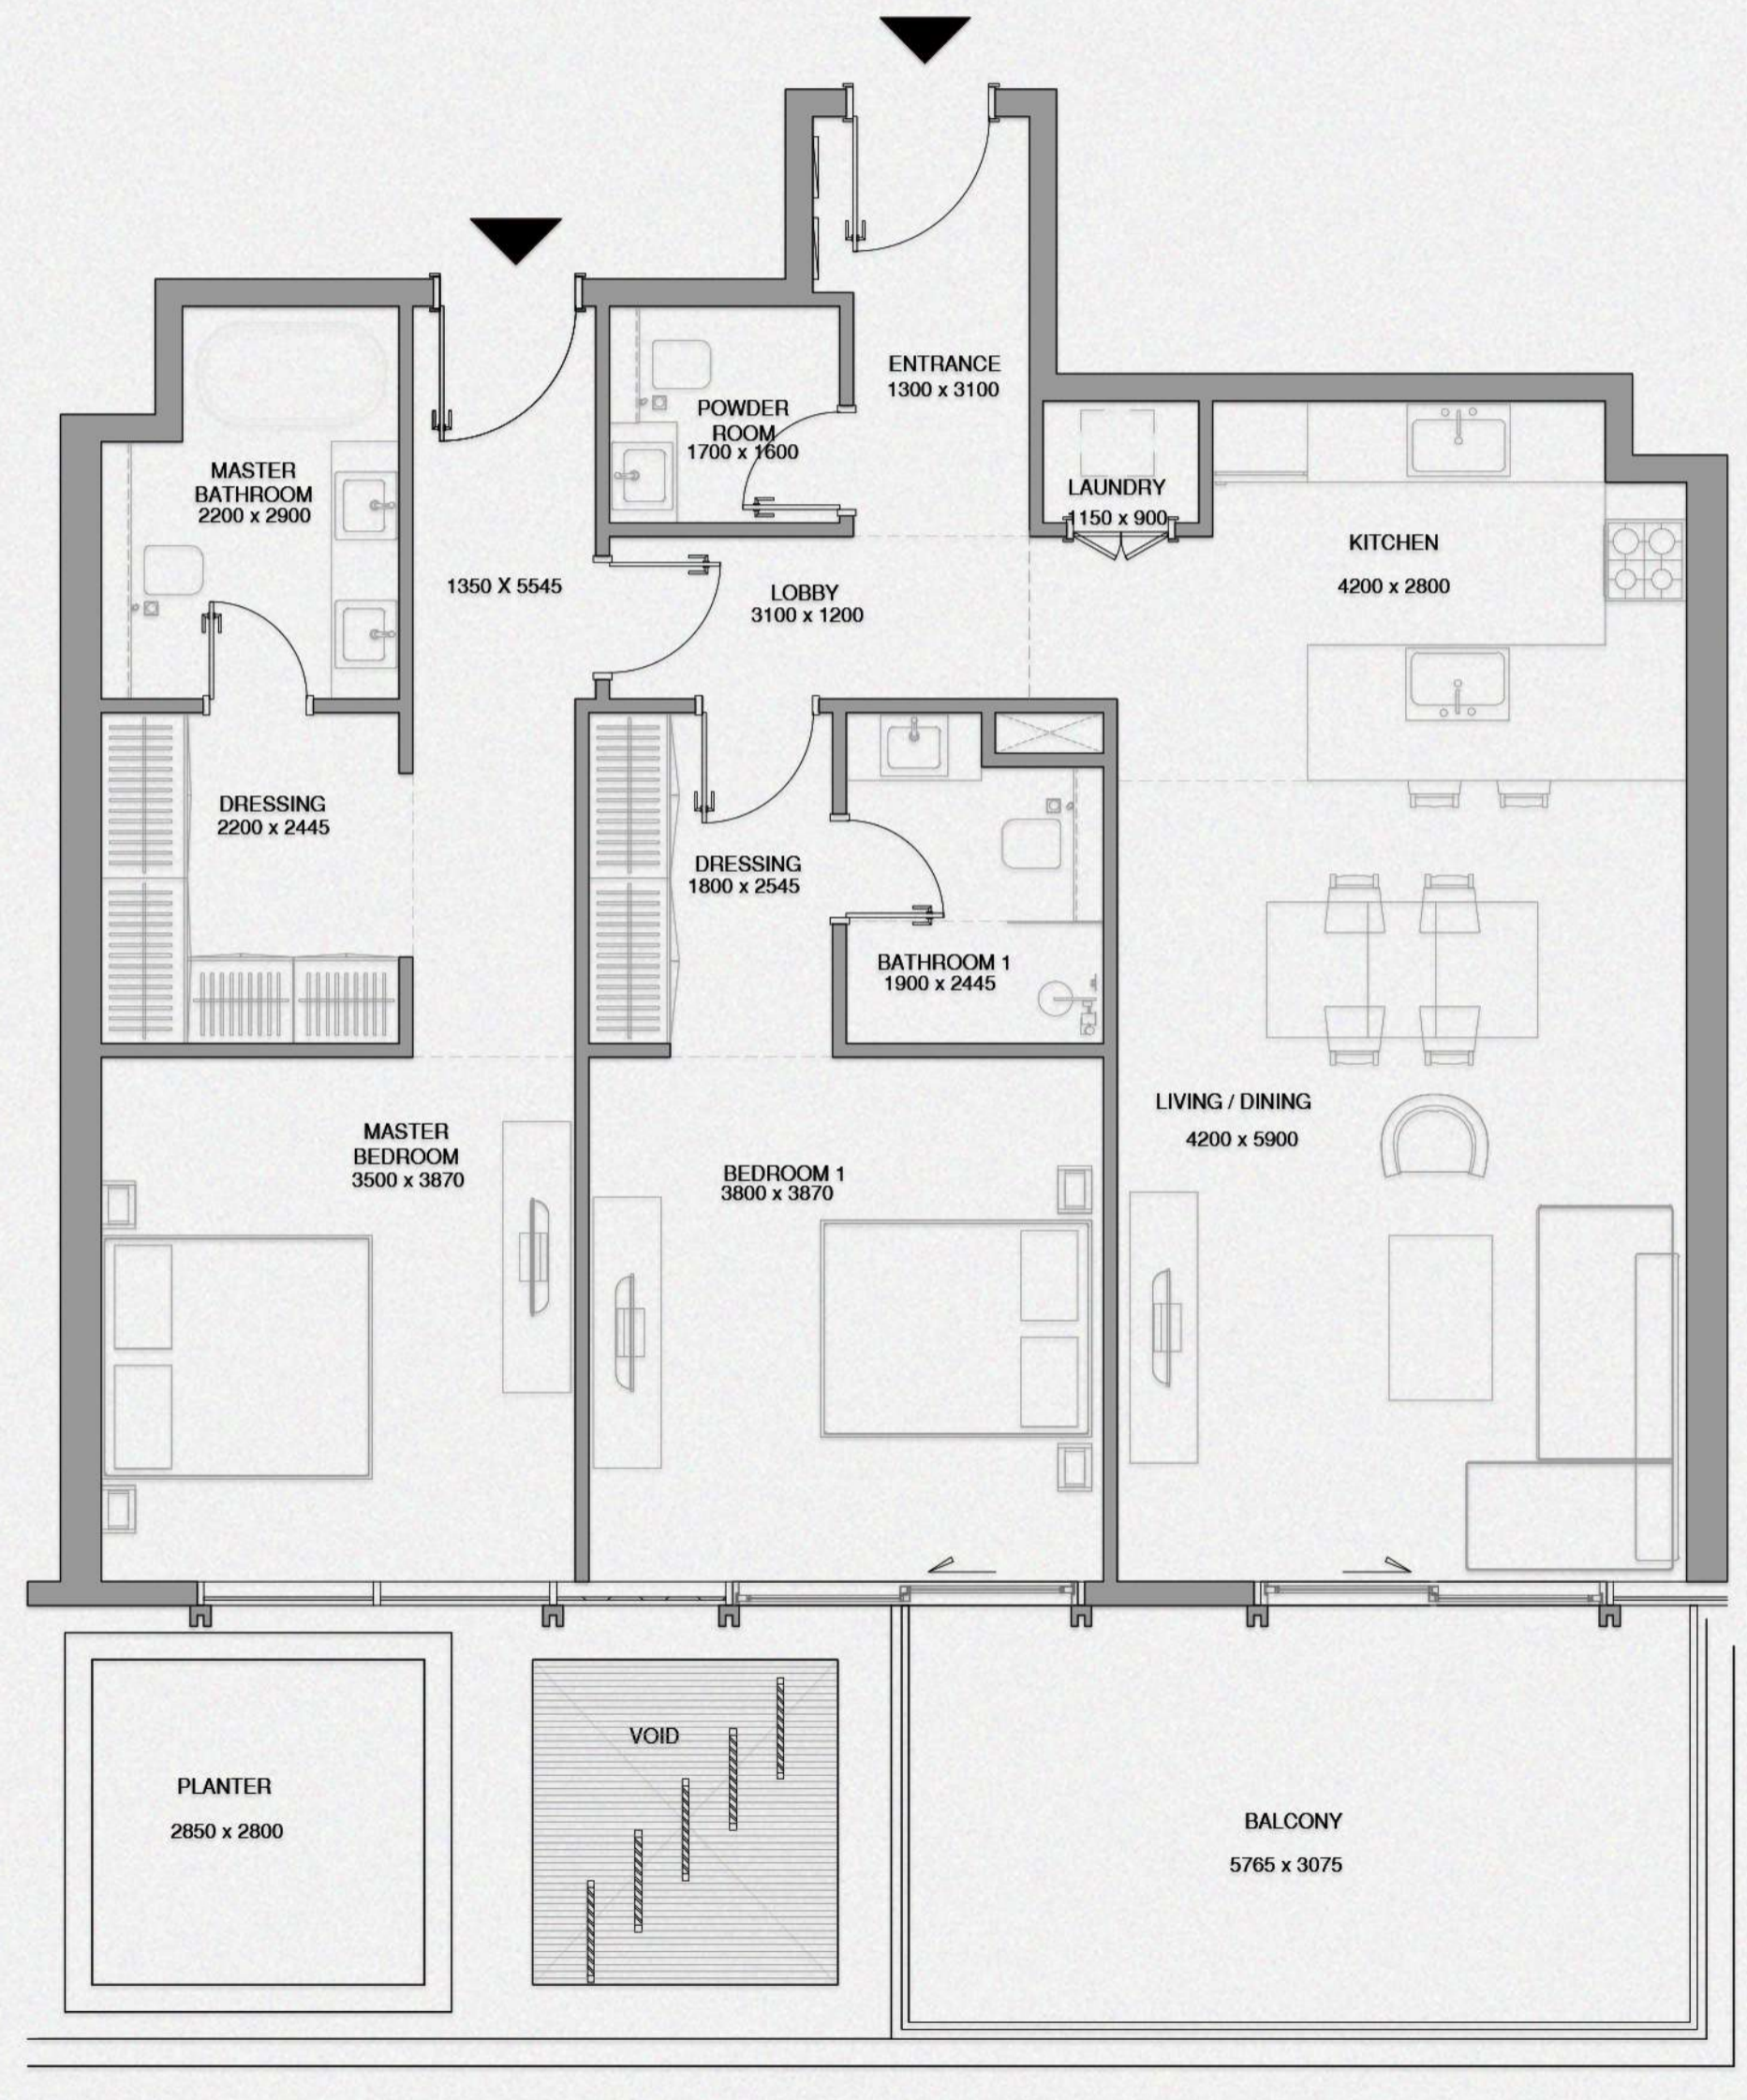 ENTRANCE
1300 x 3100
POWDER
ROOM
1700 x 1600
MASTER
BATHROOM
2200 x 2900
LAUNDRY
1150 x 900
KITCHEN
4200 x 2800
1350 X 5545
LOBBY
3100 x 1200
DRESSING
2200 x 2445
DRESSING
1800 x 2545
BATHROOM 1
1900 x 2445
LIVING / DINING
4200 x 5900
MASTER
BEDROOM
3500 x 3870
BEDROOM 1
3800 x 3870
VOID
PLANTER
2850 x 2800
BALCONY
5765 x 3075